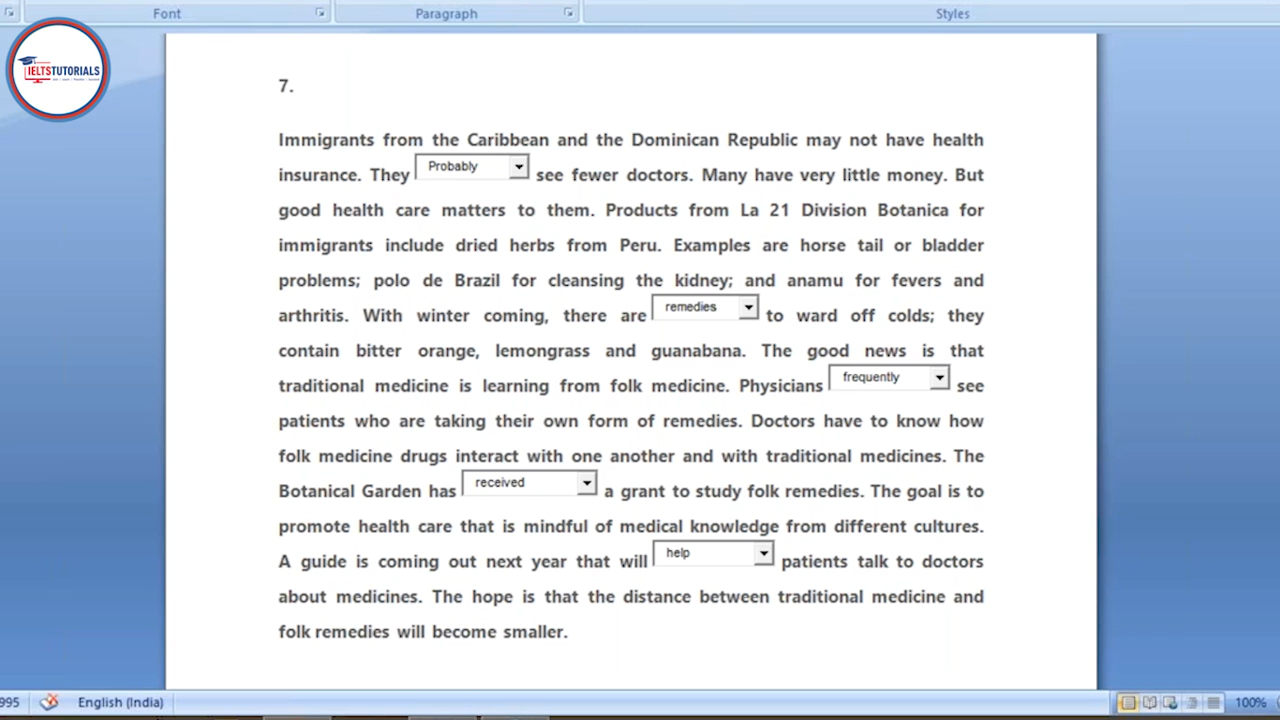 Font Paragraph Styles
IELTSTUTORIALS
7.
Immigrants from the Caribbean and the Dominican Republic may not have health
insurance. They Probably see fewer doctors. Many have very little money. But
good health care matters to them. Products from La 21 Division Botanica for
immigrants include dried herbs from Peru. Examples are horse tail or bladder
problems; polo de Brazil for cleansing the kidney; and anamu for fevers and
arthritis. With winter coming, there are remedies to ward off colds; they
contain bitter orange, lemongrass and guanabana. The good news is that
traditional medicine is learning from folk medicine. Physicians frequently see
patients who are taking their own form of remedies. Doctors have to know how
folk medicine drugs interact with one another and with traditional medicines. The
Botanical Garden has received a grant to study folk remedies. The goal is to
promote health care that is mindful of medical knowledge from different cultures.
A guide is coming out next year that will help patients talk to doctors
about medicines. The hope is that the distance between traditional medicine and
folk remedies will become smaller.
995 English (India) 100%